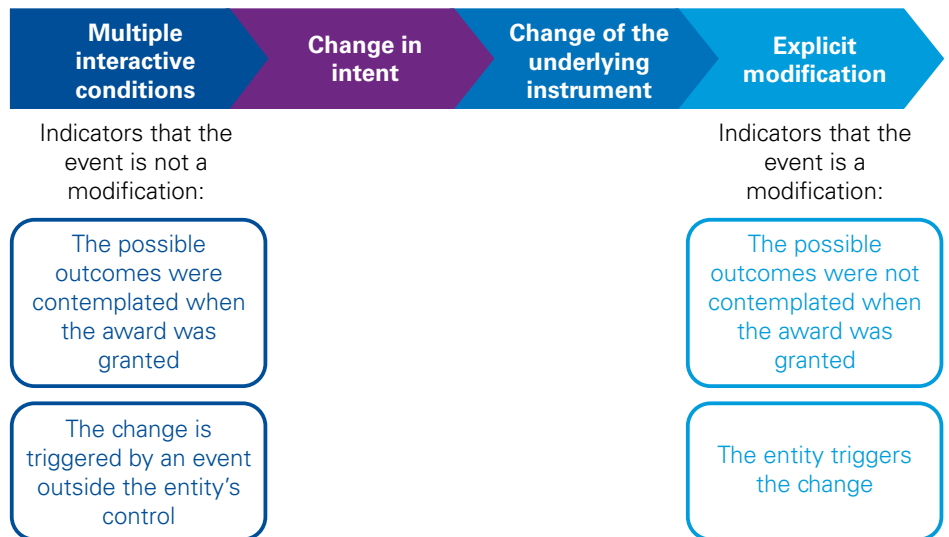 Multiple
interactive
conditions
Change in
intent
Change of the
underlying
instrument
Explicit
modification
Indicators that the
event is not a
modification:
The possible
outcomes were
contemplated when
the award was
granted
The change is
triggered by an event
outside the entity's
control
Indicators that the
event is a
modification:
The possible
outcomes were not
contemplated when
the award was
granted
The entity triggers
the change